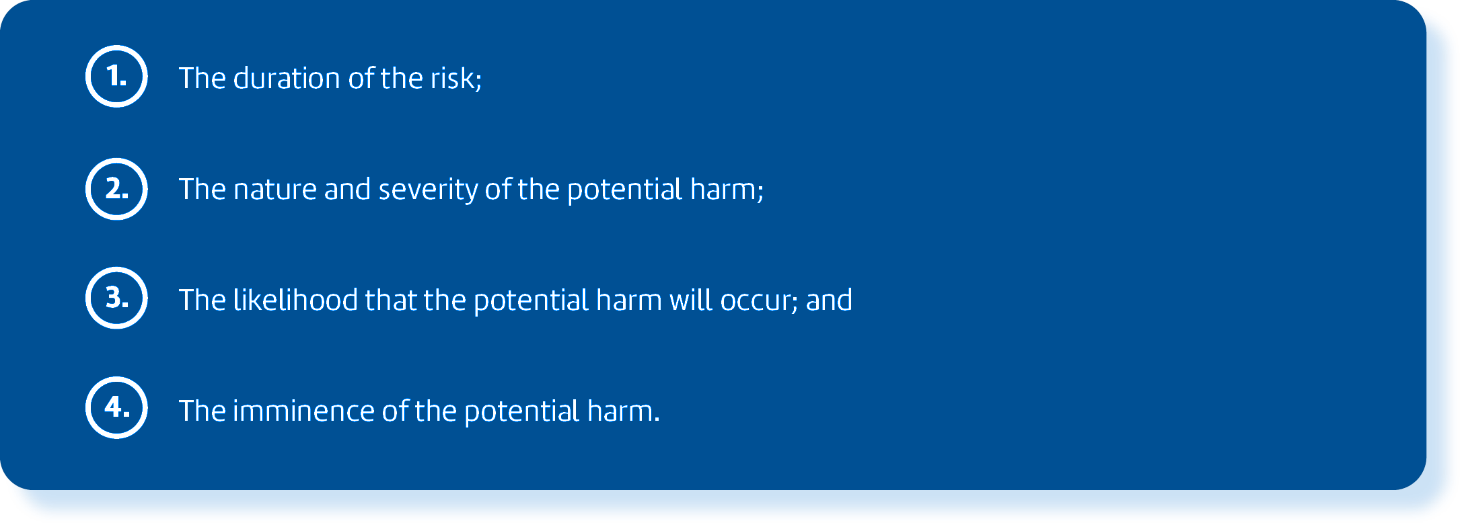 1. The duration of the risk;
2. The nature and severity of the potential harm;
3. The likelihood that the potential harm will occur; and
4. The imminence of the potential harm.